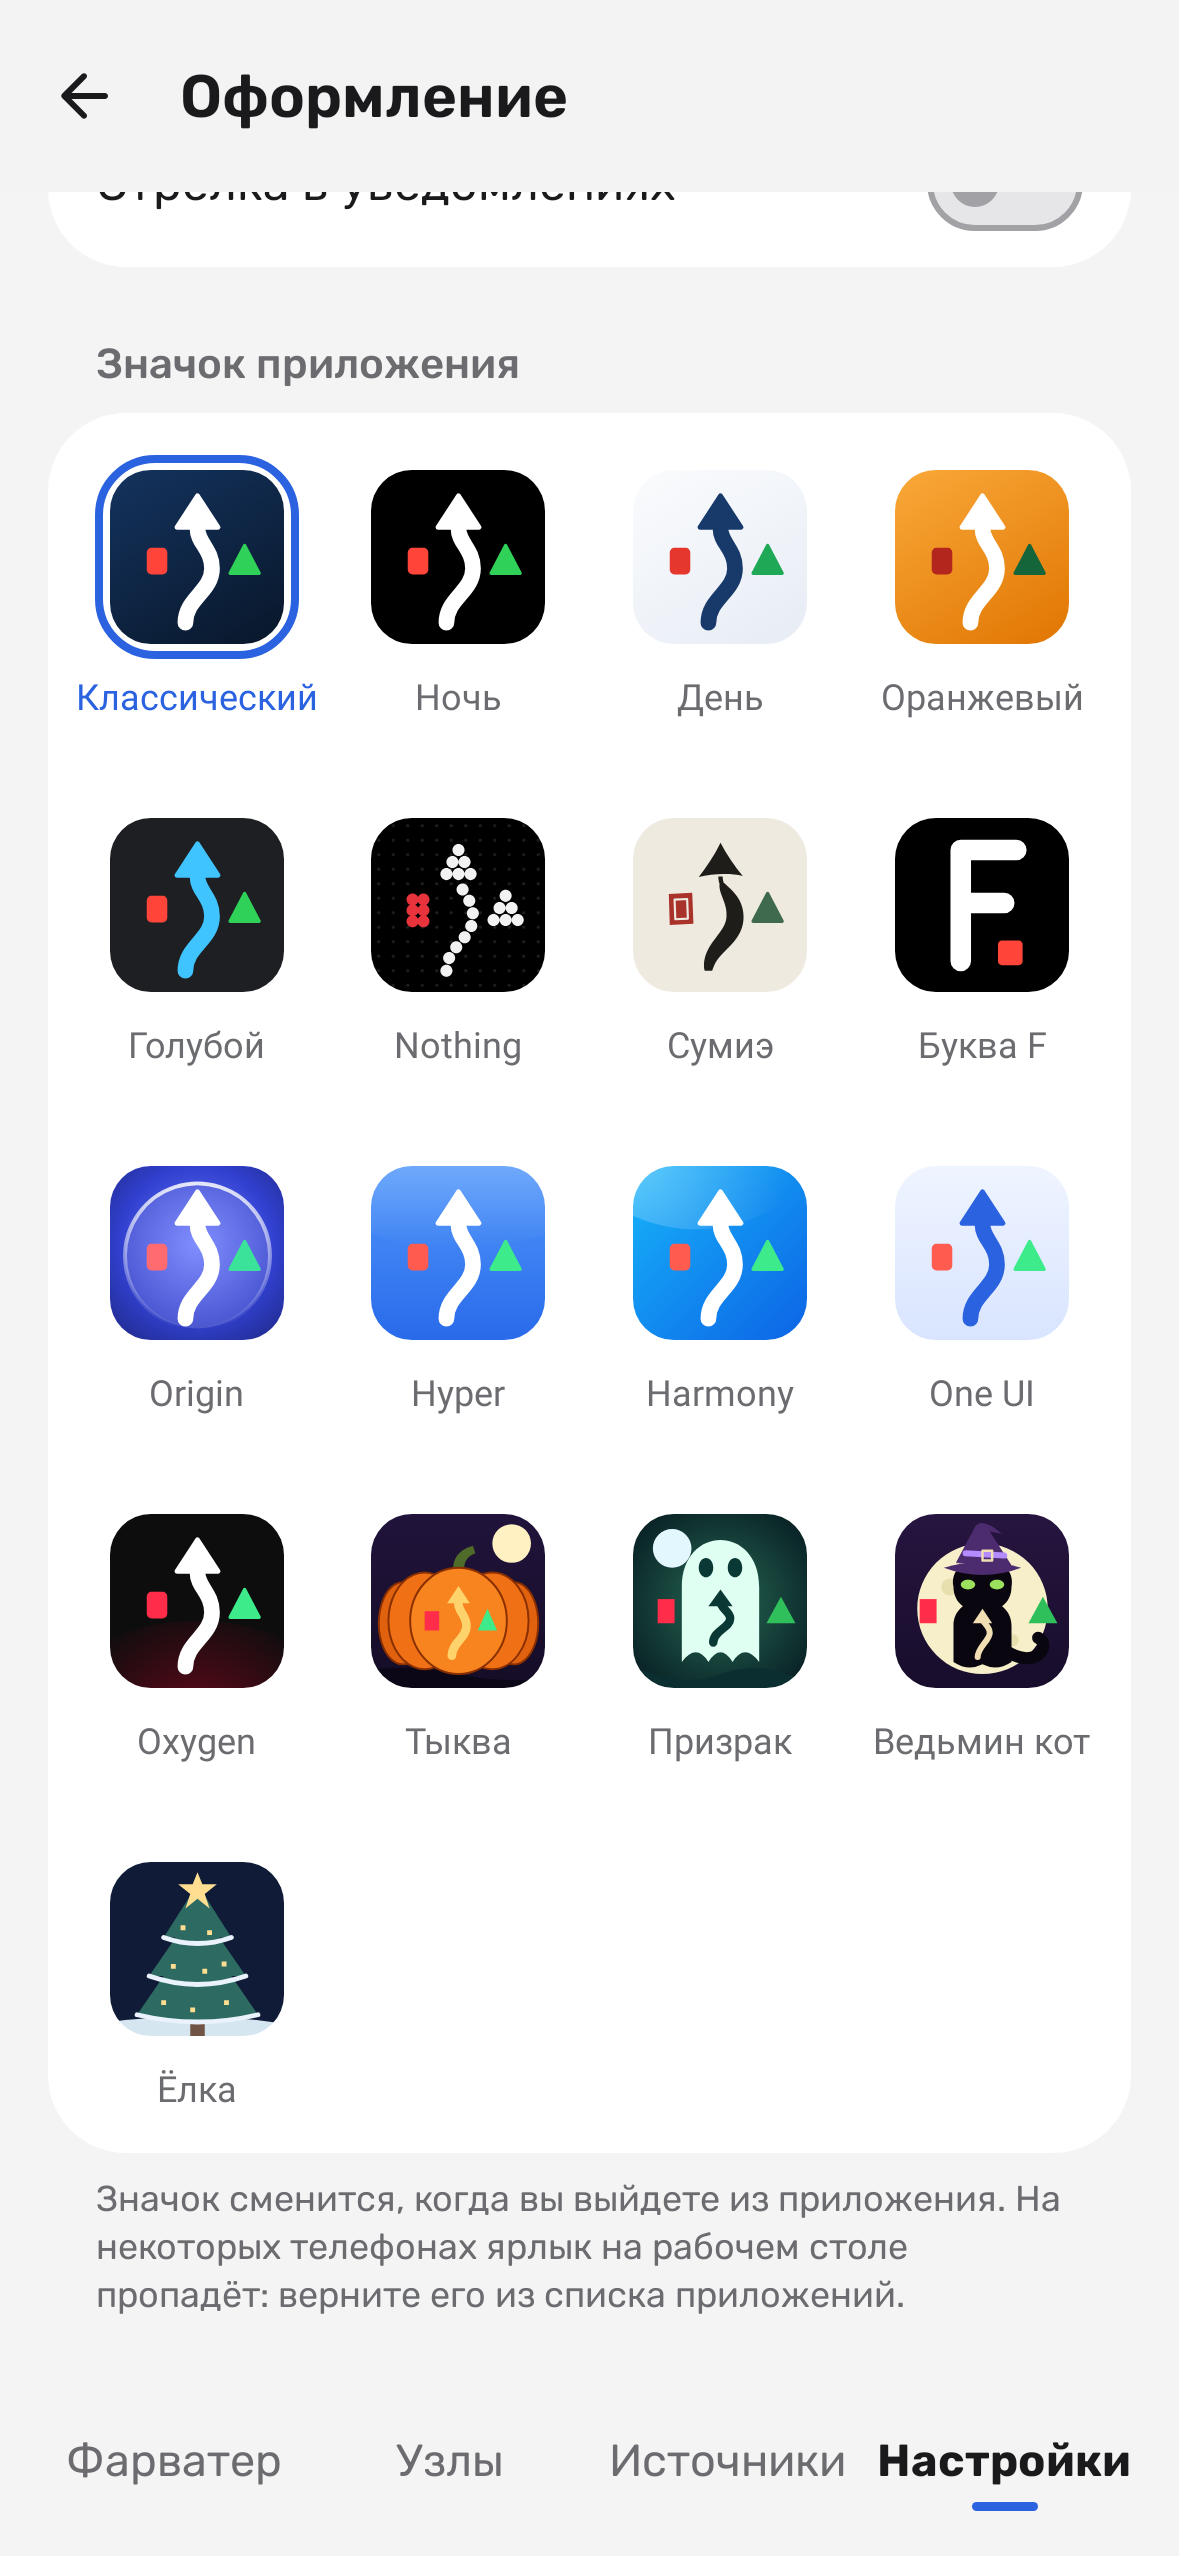 Оформление
Стрелка в уведомлениях
Значок приложения
Классический
Ночь
День
Оранжевый
Голубой
Nothing
Сумиэ
Буква F
Origin
Hyper
Harmony
One UI
Oxygen
Тыква
Призрак
Ведьмин кот
Ёлка
Значок сменится, когда вы выйдете из приложения. На
некоторых телефонах ярлык на рабочем столе
пропадёт: верните его из списка приложений.
Фарватер
Узлы
Источники
Настройки